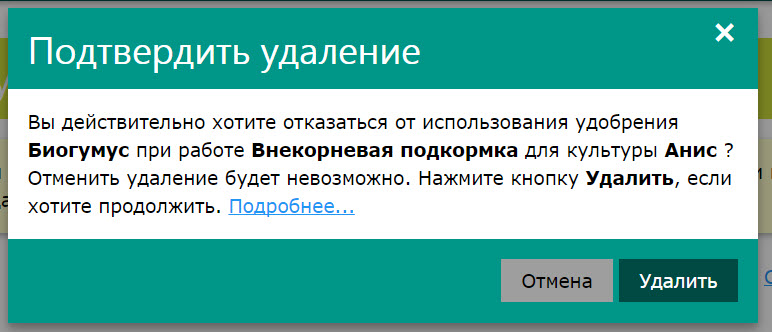 Подтвердить удаление
Вы действительно хотите отказаться от использования удобрения
Биогумус при работе Внекорневая подкормка для культуры Анис ?
Отменить удаление будет невозможно. Нажмите кнопку Удалить, если
хотите продолжить. Подробнее...
Отмена
Удалить